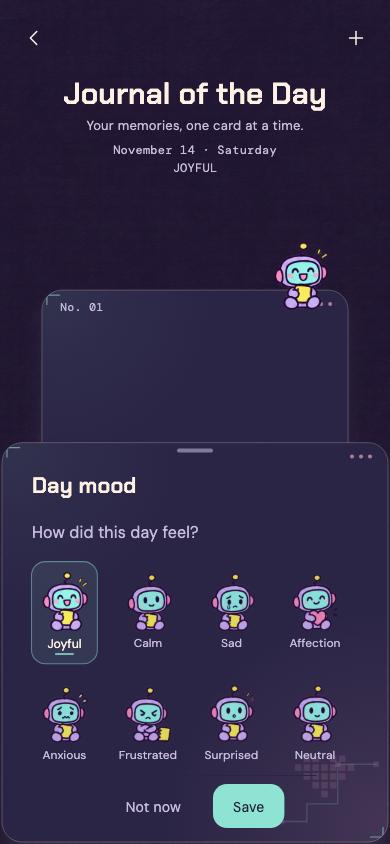 Journal of the Day
Your memories, one card at a time.
November 14 · Saturday
JOYFUL
No. 01
Day mood
How did this day feel?
Joyful
Calm
Sad
Affection
Anxious
Frustrated
Surprised
Neutral
Not now
Save